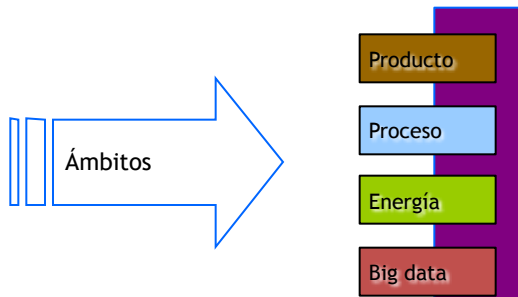 Ámbitos
Producto
Proceso
Energía
Big data